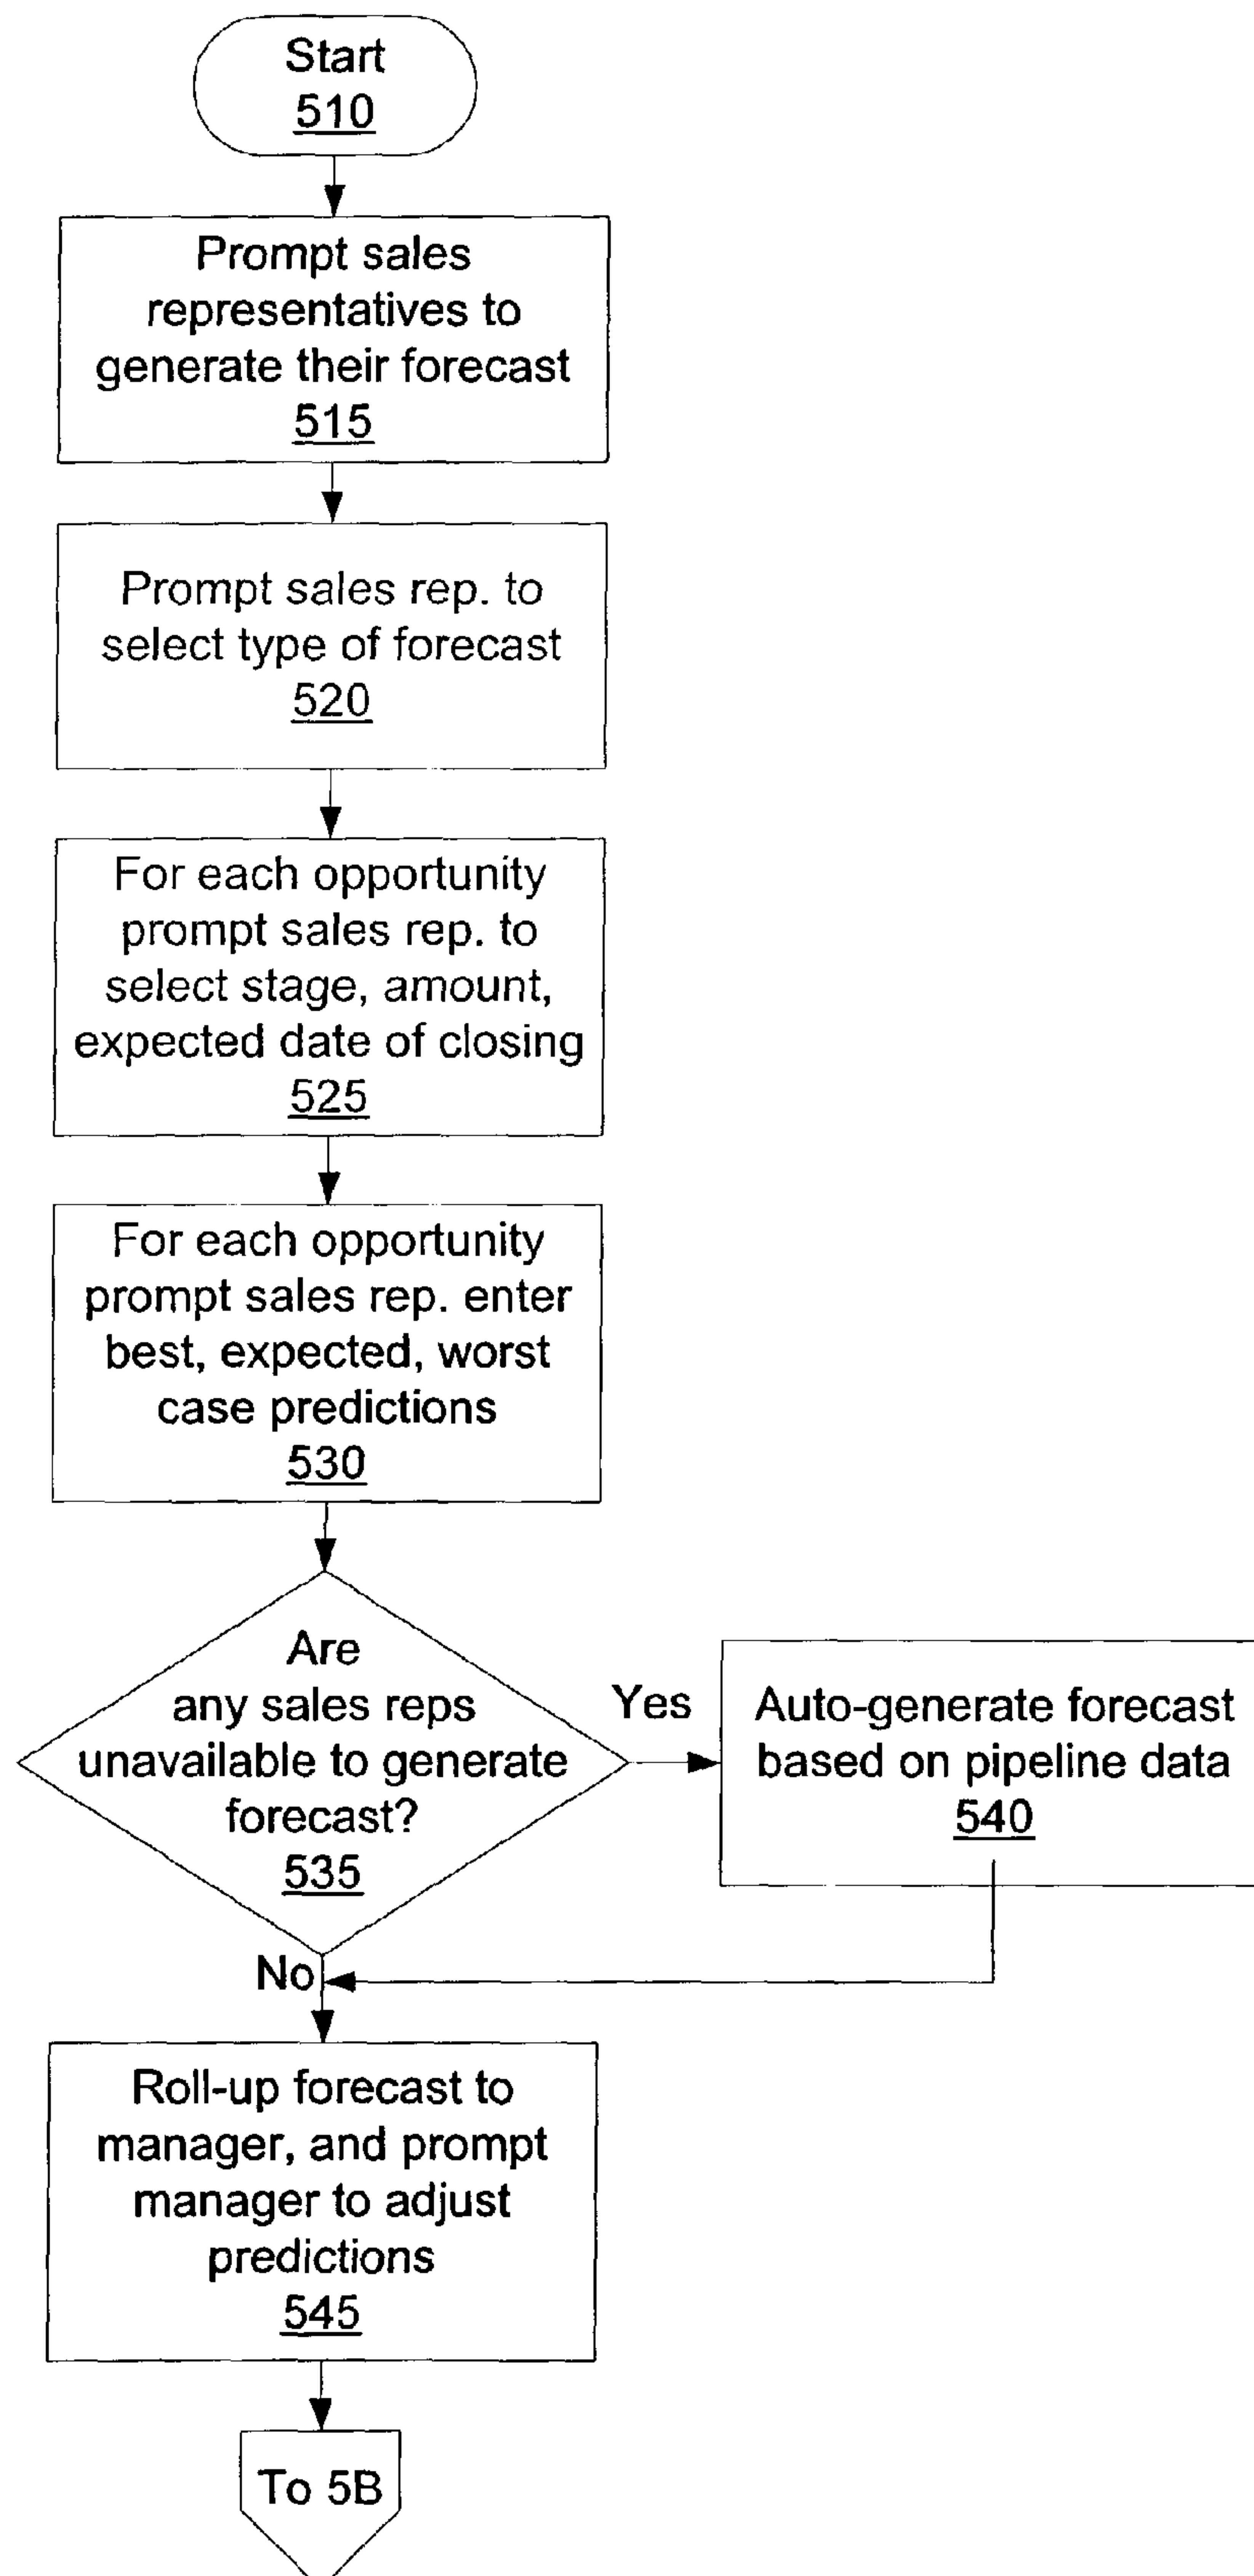 Start
510
Prompt sales
representatives to
generate their forecast
515
Prompt sales rep. to
select type of forecast
520
For each opportunity
prompt sales rep. to
select stage, amount,
expected date of closing
525
For each opportunity
prompt sales rep. enter
best, expected, worst
case predictions
530
Are
any sales reps
unavailable to generate
forecast?
535
Yes
Auto-generate forecast
based on pipeline data
540
No
Roll-up forecast to
manager, and prompt
manager to adjust
predictions
545
To 5B